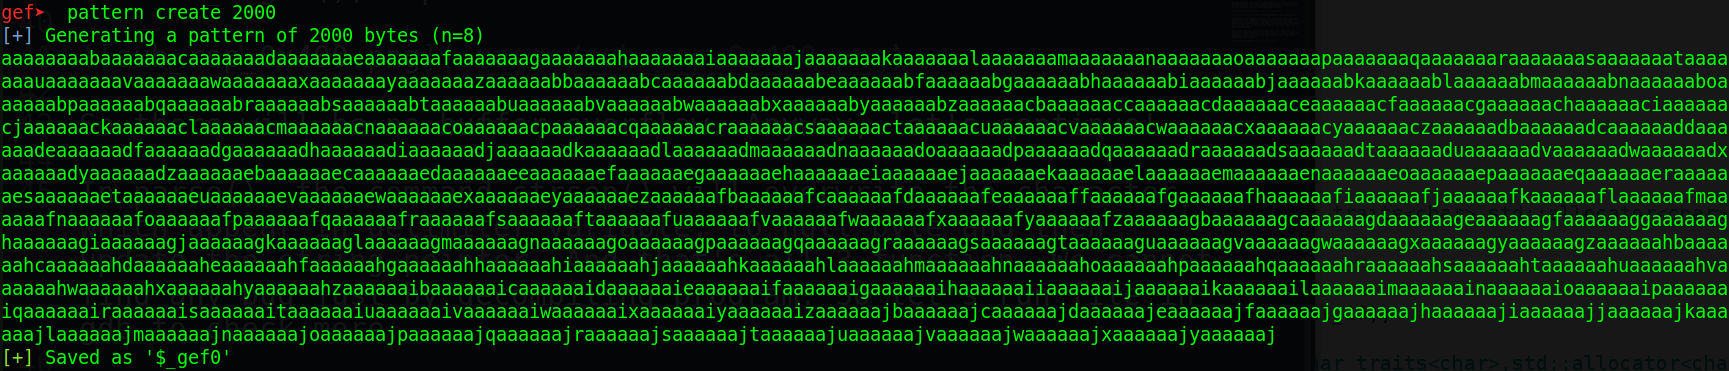 gef➤  pattern create 2000
[+] Generating a pattern of 2000 bytes (n=8)
aaaaaaaabaaaaaaacaaaaaaadaaaaaaaeaaaaaaafaaaaaaagaaaaaaahaaaaaaaiaaaaaaajaaaaaaakaaaaaaalaaaaaaamaaaaaaanaaaaaaaoaaaaaaapaaaaaaaqaaaaaaaraaaaaaasaaaaaaataaaa
aaauaaaaaaavaaaaaaawaaaaaaaxaaaaaaayaaaaaaazaaaaaabbaaaaaabcaaaaaabdaaaaaabeaaaaaabfaaaaaabgaaaaaabhaaaaaabiaaaaaabjaaaaaabkaaaaaablaaaaaabmaaaaaabnaaaaaaboa
aaaaabpaaaaaabqaaaaaabraaaaaabsaaaaaabtaaaaaabuaaaaaabvaaaaaabwaaaaaabxaaaaaabyaaaaaabzaaaaaacbaaaaaaccaaaaaacdaaaaaaceaaaaaacfaaaaaacgaaaaaachaaaaaaciaaaaaa
cjaaaaaackaaaaaaclaaaaaacmaaaaaacnaaaaaacoaaaaaacpaaaaaacqaaaaaacraaaaaacsaaaaaactaaaaaacuaaaaaacvaaaaaacwaaaaaacxaaaaaacyaaaaaaczaaaaaadbaaaaaadcaaaaaaddaaa
aaadeaaaaaadfaaaaaadgaaaaaadhaaaaaadiaaaaaadjaaaaaadkaaaaaadlaaaaaadmaaaaaadnaaaaaadoaaaaaadpaaaaaadqaaaaaadraaaaaadsaaaaaadtaaaaaaduaaaaaadvaaaaaadwaaaaaadx
aaaaaadyaaaaaadzaaaaaaebaaaaaaecaaaaaaedaaaaaaeeaaaaaaefaaaaaaegaaaaaaehaaaaaaeiaaaaaaejaaaaaaekaaaaaaelaaaaaaemaaaaaaenaaaaaaeoaaaaaaepaaaaaaeqaaaaaaeraaaaa
aesaaaaaaetaaaaaaeuaaaaaaevaaaaaaewaaaaaaexaaaaaaeyaaaaaaezaaaaaafbaaaaaafcaaaaaafdaaaaaafeaaaaaaffaaaaaafgaaaaaafhaaaaaafiaaaaaafjaaaaaafkaaaaaaflaaaaaafmaa
aaaafnaaaaaafoaaaaaafpaaaaaafqaaaaaafraaaaaafsaaaaaaftaaaaaafuaaaaaafvaaaaaafwaaaaaafxaaaaaafyaaaaaafzaaaaaagbaaaaaagcaaaaaagdaaaaaageaaaaaagfaaaaaaggaaaaaag
haaaaaagiaaaaaagjaaaaaagkaaaaaaglaaaaaagmaaaaaagnaaaaaagoaaaaaagpaaaaaagqaaaaaagraaaaaagsaaaaaagtaaaaaaguaaaaaagvaaaaaagwaaaaaagxaaaaaagyaaaaaagzaaaaaahbaaaa
aahcaaaaaahdaaaaaaheaaaaaahfaaaaaahgaaaaaahhaaaaaahiaaaaaahjaaaaaahkaaaaaahlaaaaaahmaaaaaahnaaaaaahoaaaaaahpaaaaaahqaaaaaahraaaaaahsaaaaaahtaaaaaahuaaaaaahva
aaaaahwaaaaaahxaaaaaahyaaaaaahzaaaaaaibaaaaaaicaaaaaaidaaaaaaieaaaaaaifaaaaaaigaaaaaaihaaaaaaiiaaaaaaijaaaaaaikaaaaaailaaaaaaimaaaaaainaaaaaaioaaaaaaipaaaaaa
iqaaaaaairaaaaaaisaaaaaaitaaaaaaiuaaaaaaivaaaaaaiwaaaaaaixaaaaaaiyaaaaaaizaaaaaajbaaaaaajcaaaaaajdaaaaaajeaaaaaajfaaaaaajgaaaaaajhaaaaaajiaaaaaajjaaaaaajkaaa
aaajlaaaaaajmaaaaaajnaaaaaajoaaaaaajpaaaaaajqaaaaaajraaaaaajsaaaaaajtaaaaaajuaaaaaajvaaaaaajwaaaaaajxaaaaaajyaaaaaaj
[+] Saved as '$_gef0'